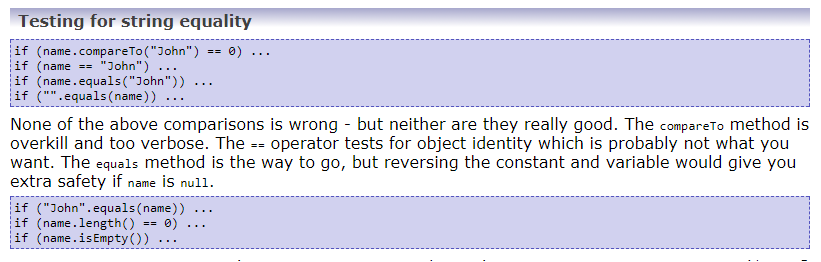 Testing for string equality
if (name.compareTo("John") == 0) ...
if (name == "John") ...
if (name.equals("John")) ...
if ("".equals(name)) ...
None of the above comparisons is wrong - but neither are they really good. The compareTo method is
overkill and too verbose. The == operator tests for object identity which is probably not what you
want. The equals method is the way to go, but reversing the constant and variable would give you
extra safety if name is null.
if ("John".equals(name)) ...
if (name.length() == 0) ...
if (name.isEmpty()) ...